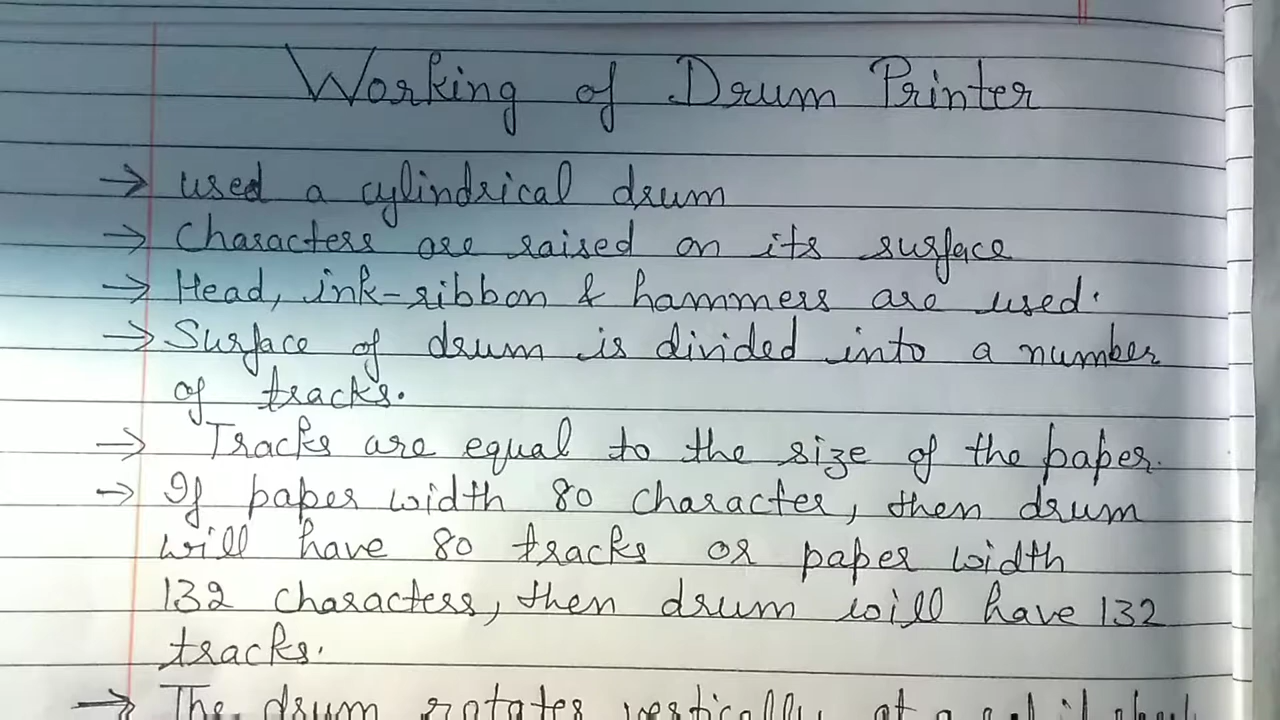 Working of Drum Printer
→ used a cylindrical drum
→ Characters are raised on its surface
→ Head, ink-ribbon & hammers are used.
→ Surface of drum is divided into a number
of tracks.
→ Tracks are equal to the size of the paper.
→ If paper width 80 character, then drum
will have 80 tracks or paper width
132 characters, then drum will have 132
tracks.
→ The drum rotates vertically at a